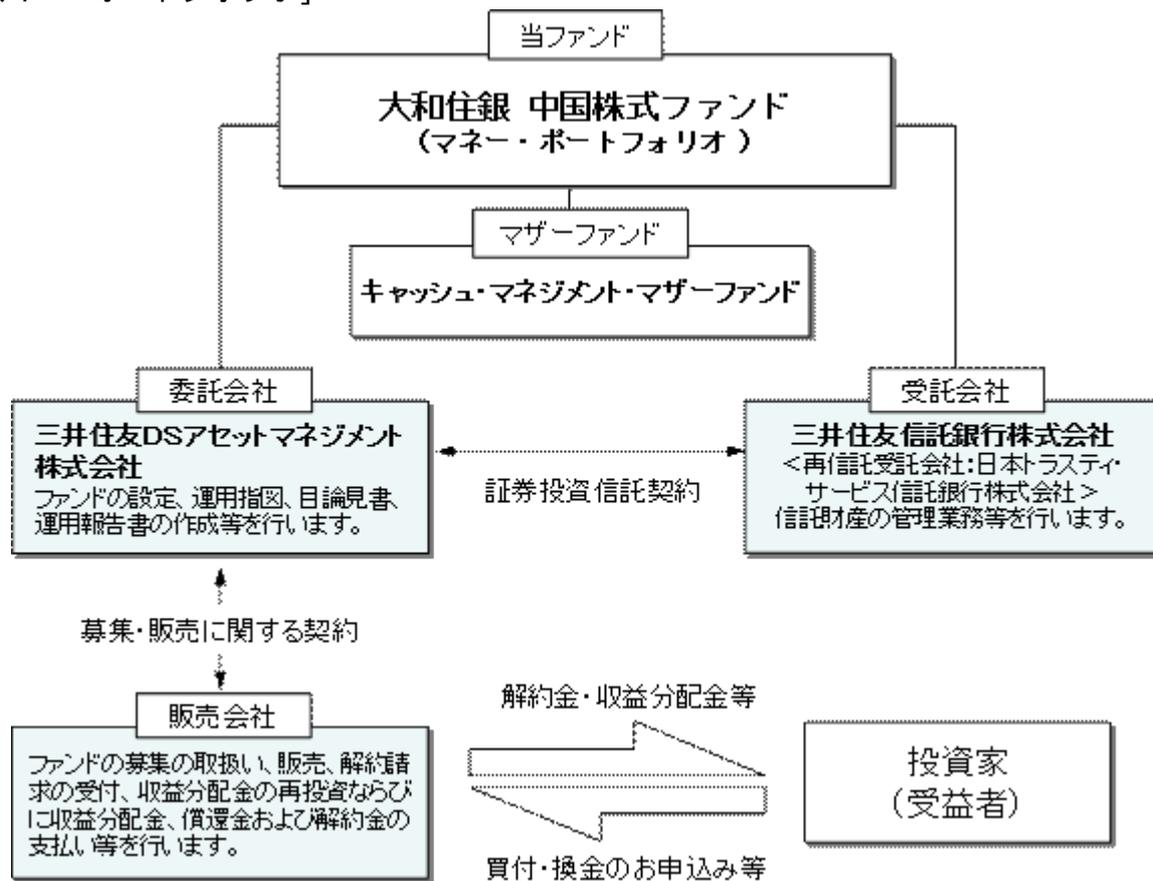 当ファンド
大和住銀 中国株式ファンド
（マネー・ポートフォリオ ）
マザーファンド
キャッシュ・マネジメント・マザーファンド
委託会社
三井住友DSアセットマネジメント
株式会社
ファンドの設定、運用指図、目論見書、
運用報告書の作成等を行います。
証券投資信託契約
受託会社
三井住友信託銀行株式会社
＜再信託受託会社：日本トラスティ・
サービス信託銀行株式会社＞
信託財産の管理業務等を行います。
募集・販売に関する契約
販売会社
ファンドの募集の取扱い、販売、解約請
求の受付、収益分配金の再投資ならび
に収益分配金、償還金および解約金の
支払い等を行います。
解約金・収益分配金等
買付・換金のお申込み等
投資家
（受益者）